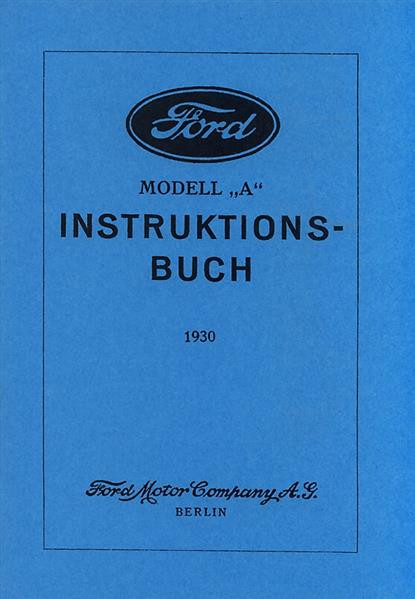 Ford
MODELL „A“
INSTRUKTIONS-
BUCH
1930
Ford Motor Company A.G.
BERLIN